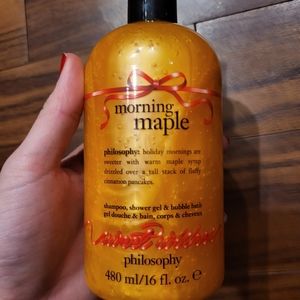 morning
maple
philosophy: holiday mornings are
sweeter with warm maple syrup
drizzled over a tall stack of fluffy
cinnamon pancakes.
shampoo, shower gel & bubble bath
gel douche & bain, corps & cheveux
philosophy
480 ml/16 fl. oz. e